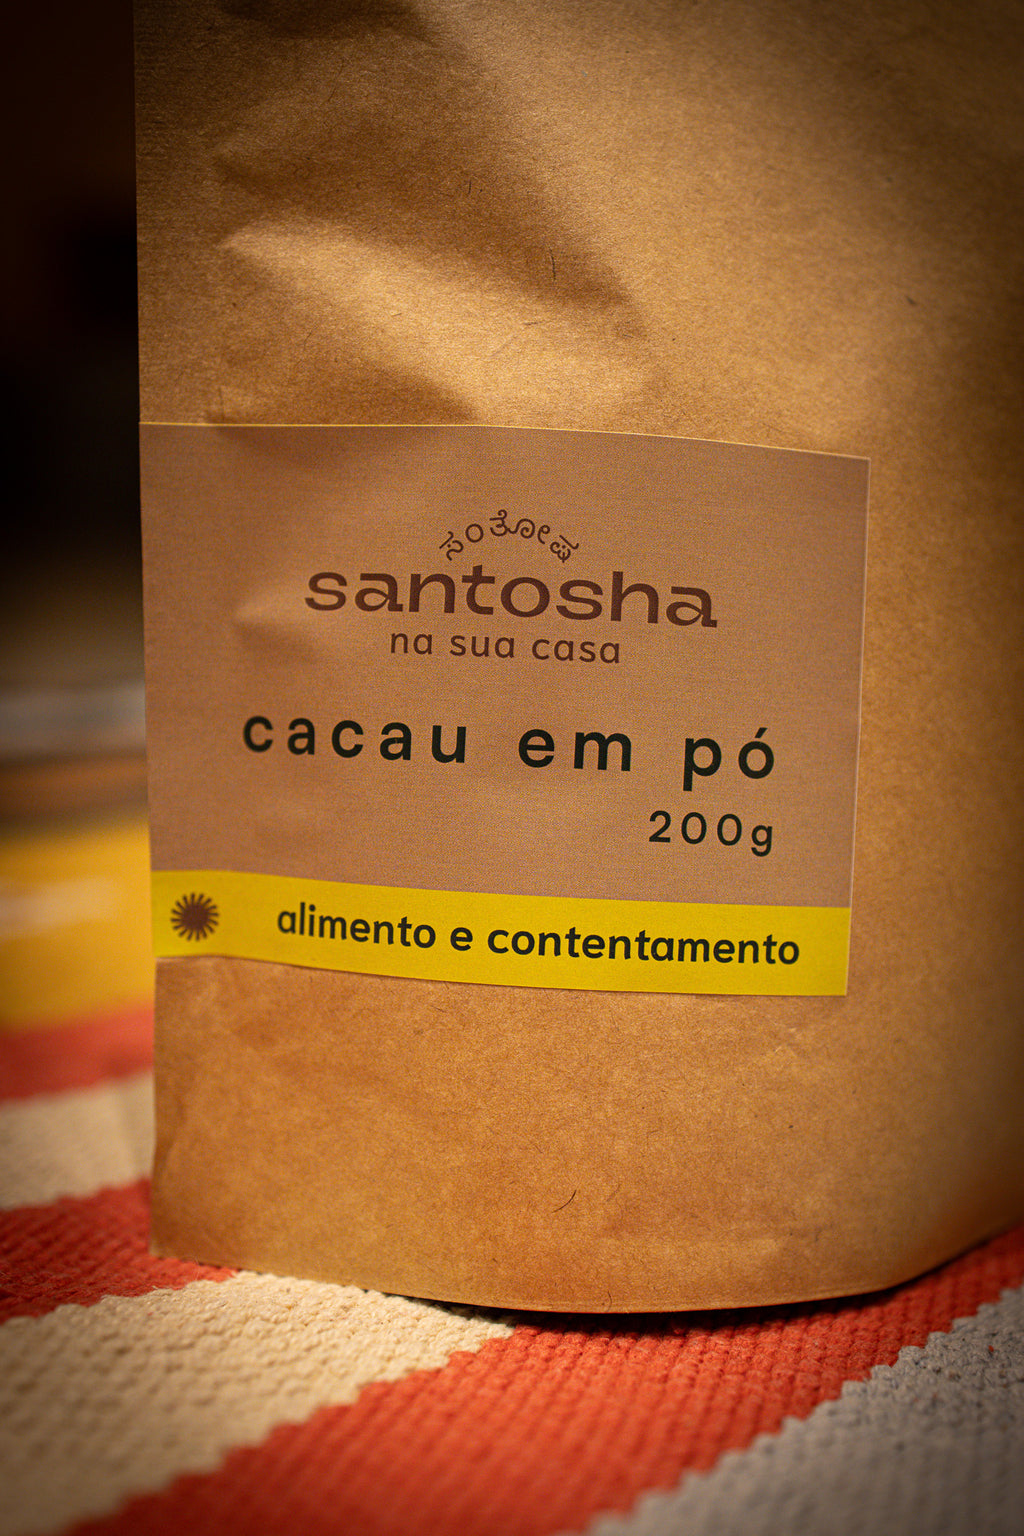 ಸಂತೋಷ
santosha
na sua casa
cacau em pó
200g
alimento e contentamento